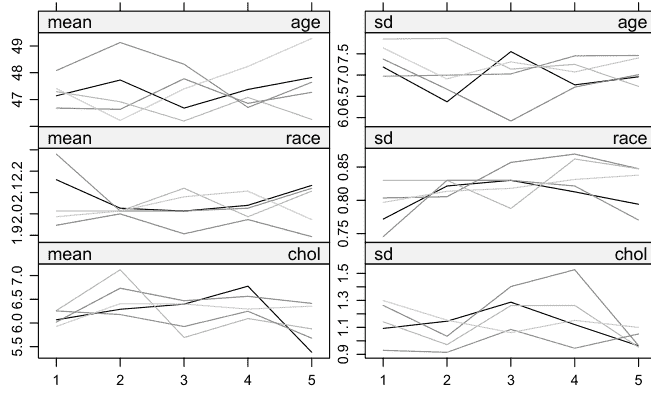 mean age
sd age
47 48 49
6.0 6.5 7.0 7.5
mean race
sd race
1.9 2.0 2.1 2.2
0.75 0.80 0.85
mean chol
sd chol
5.5 6.0 6.5 7.0
0.9 1.1 1.3 1.5
1 2 3 4 5
1 2 3 4 5